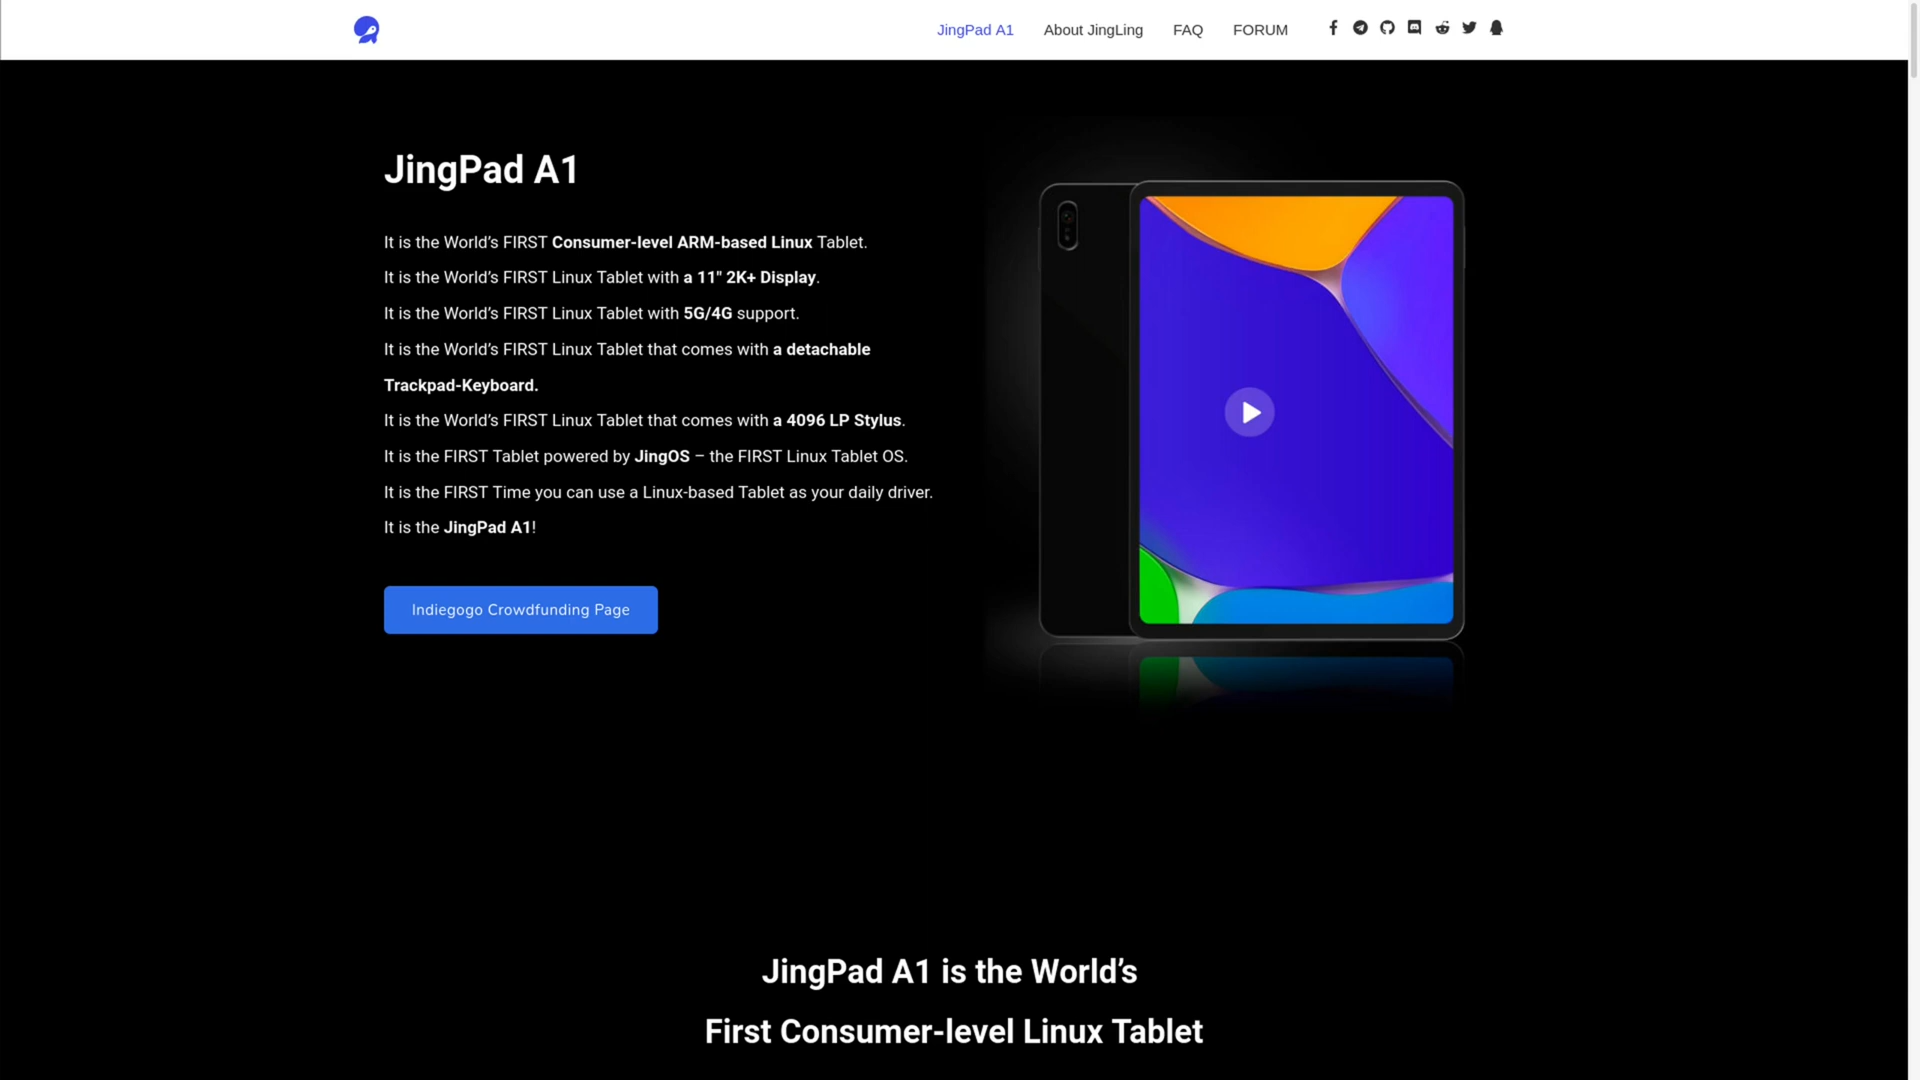 JingPad A1
About JingLing
FAQ
FORUM
JingPad A1
It is the World’s FIRST Consumer-level ARM-based Linux Tablet.
It is the World’s FIRST Linux Tablet with a 11" 2K+ Display.
It is the World’s FIRST Linux Tablet with 5G/4G support.
It is the World’s FIRST Linux Tablet that comes with a detachable
Trackpad-Keyboard.
It is the World’s FIRST Linux Tablet that comes with a 4096 LP Stylus.
It is the FIRST Tablet powered by JingOS – the FIRST Linux Tablet OS.
It is the FIRST Time you can use a Linux-based Tablet as your daily driver.
It is the JingPad A1!
Indiegogo Crowdfunding Page
JingPad A1 is the World’s
First Consumer-level Linux Tablet